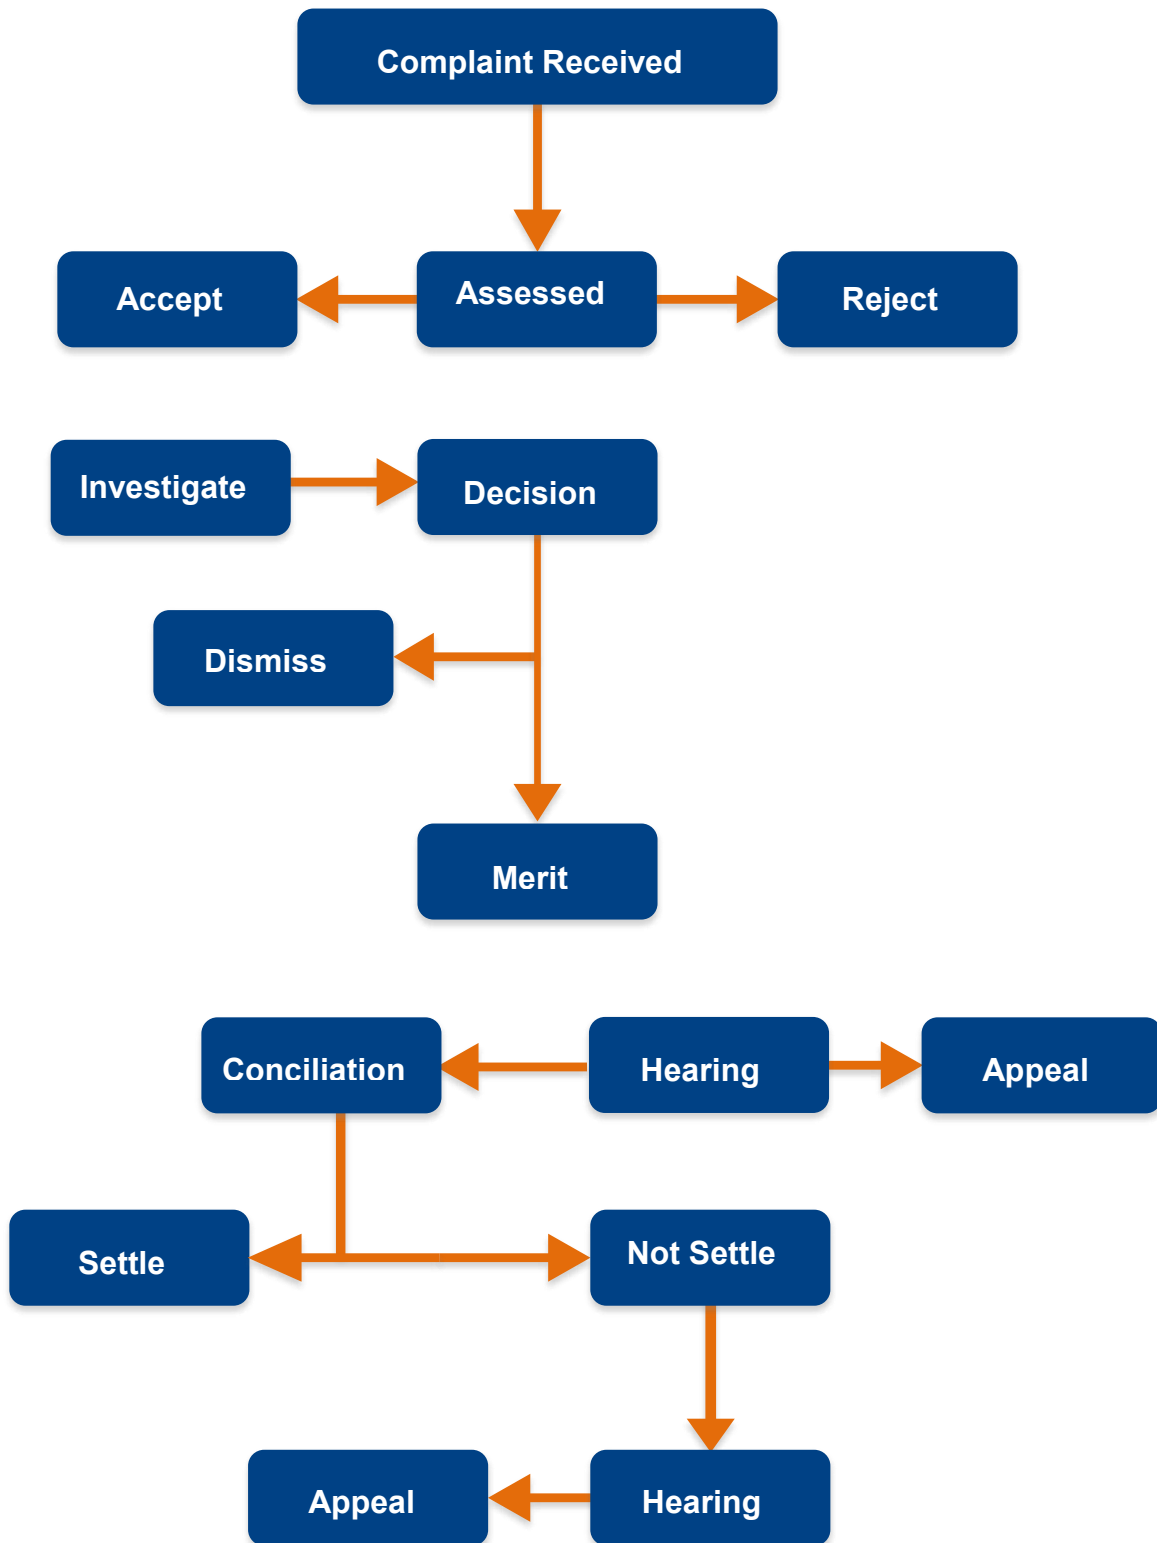 Complaint Received
Accept
Assessed
Reject
Investigate
Decision
Dismiss
Merit
Conciliation
Hearing
Appeal
Settle
Not Settle
Appeal
Hearing